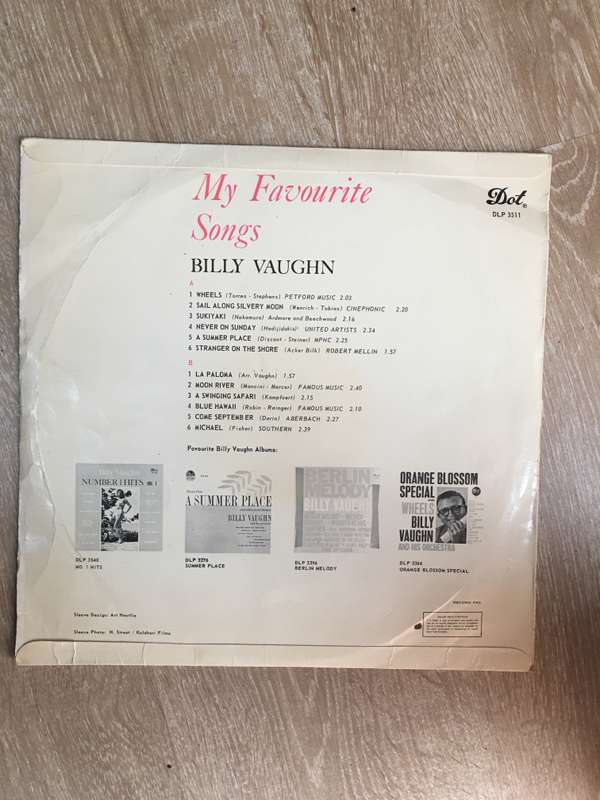 My Favourite
Songs
BILLY VAUGHN
Dot
DLP 3511
A
1 WHEELS (Torres - Stephens) PETFORD MUSIC 2.03
2 SAIL ALONG SILVERY MOON (Wenrich - Tobias) CINEPHONIC 2.20
3 SUKIYAKI (Nakamura) Ardmore and Beechwood 2.16
4 NEVER ON SUNDAY (Hadjidakis) UNITED ARTISTS 2.34
5 A SUMMER PLACE (Discant - Steiner) MPHC 2.25
6 STRANGER ON THE SHORE (Acker Bilk) ROBERT MELLIN 1:57
B
1 LA PALOMA (Arr. Vaughn) 1:57
2 MOON RIVER (Mancini - Mercer) FAMOUS MUSIC 2.40
3 A SWINGING SAFARI (Kampfert) 2.15
4 BLUE HAWAII (Robin - Rainger) FAMOUS MUSIC 2.10
5 COME SEPTEMBER (Darin) ABERBACH 2.27
6 MICHAEL (Fisher) SOUTHERN 2.39
Favourite Billy Vaughn Albums:
Billy Vaughn
NUMBER 1 HITS VOL. 1
A SUMMER PLACE
BILLY VAUGHN
BERLIN
MELODY
BILLY VAUGHN
ORANGE BLOSSOM
SPECIAL
WHEELS
BILLY
VAUGHN
AND HIS ORCHESTRA
DLP 3540
NO. 1 HITS
DLP 3276
SUMMER PLACE
DLP 3396
BERLIN MELODY
DLP 3366
ORANGE BLOSSOM SPECIAL
Sleeve Design: Art
Sleeve Photo: H. Street / Kalahari Films